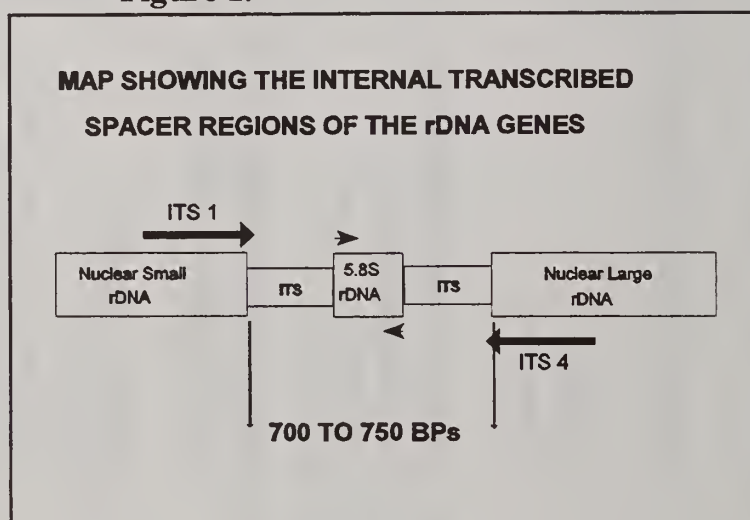 MAP SHOWING THE INTERNAL TRANSCRIBED
SPACER REGIONS OF THE rDNA GENES
ITS 1
Nuclear Small
rDNA
ITS
5.8S
rDNA
ITS
Nuclear Large
rDNA
ITS 4
700 TO 750 BPs